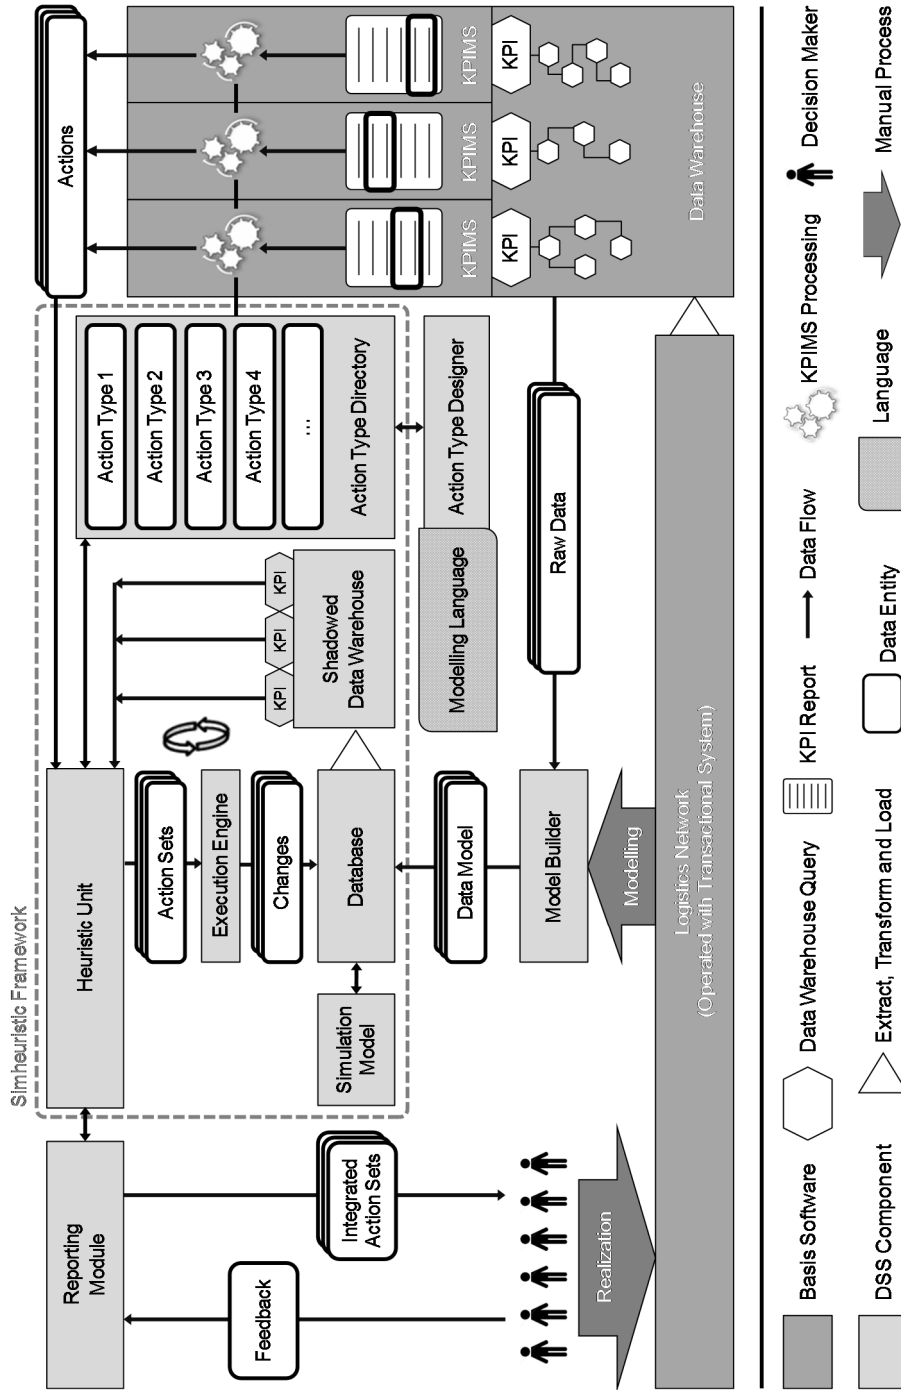 Simheuristic Framework
Reporting
Module
Heuristic Unit
Actions
Feedback
Integrated
Action Sets
Action Sets
Execution Engine
Changes
Simulation
Model
Database
KPI
KPI
KPI
Shadowed
Data Warehouse
Action Type 1
Action Type 2
Action Type 3
Action Type 4
...
Action Type Directory
Modelling Language
Action Type Designer
KPIMS
KPIMS
KPIMS
KPI
KPI
KPI
Data Warehouse
Data Model
Model Builder
Raw Data
Realization
Modelling
Logistics Network
(Operated with Transactional System)
Basis Software
Data Warehouse Query
KPI Report
Data Flow
KPIMS Processing
Decision Maker
DSS Component
Extract, Transform and Load
Data Entity
Language
Manual Process